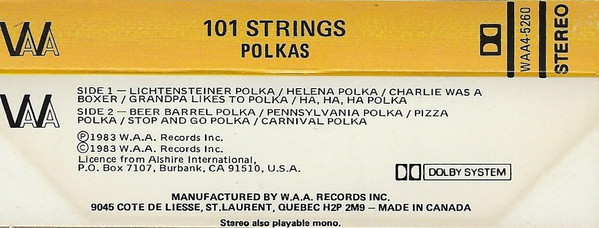 WAA
101 STRINGS
POLKAS
WAA4-5260
STEREO
WAA
SIDE 1 — LICHTENSTEINER POLKA / HELENA POLKA / CHARLIE WAS A
BOXER / GRANDPA LIKES TO POLKA / HA, HA, HA POLKA
SIDE 2 — BEER BARREL POLKA / PENNSYLVANIA POLKA / PIZZA
POLKA / STOP AND GO POLKA / CARNIVAL POLKA
Ⓟ1983 W.A.A. Records Inc.
©1983 W.A.A. Records Inc.
Licence from Alshire International,
P.O. Box 7107, Burbank, CA 91510, U.S.A.
DOLBY SYSTEM
MANUFACTURED BY W.A.A. RECORDS INC.
9045 COTE DE LIESSE, ST.LAURENT, QUEBEC H2P 2M9 – MADE IN CANADA
Stereo also playable mono.